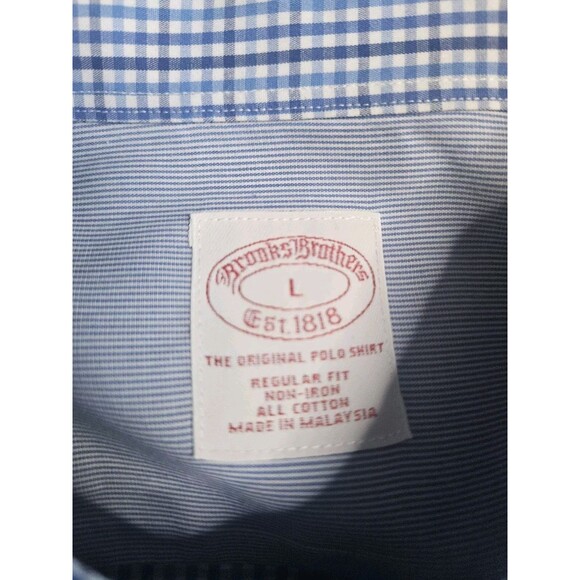 Brooks Brothers
L
Est. 1818
THE ORIGINAL POLO SHIRT
REGULAR FIT
NON-IRON
ALL COTTON
MADE IN MALAYSIA